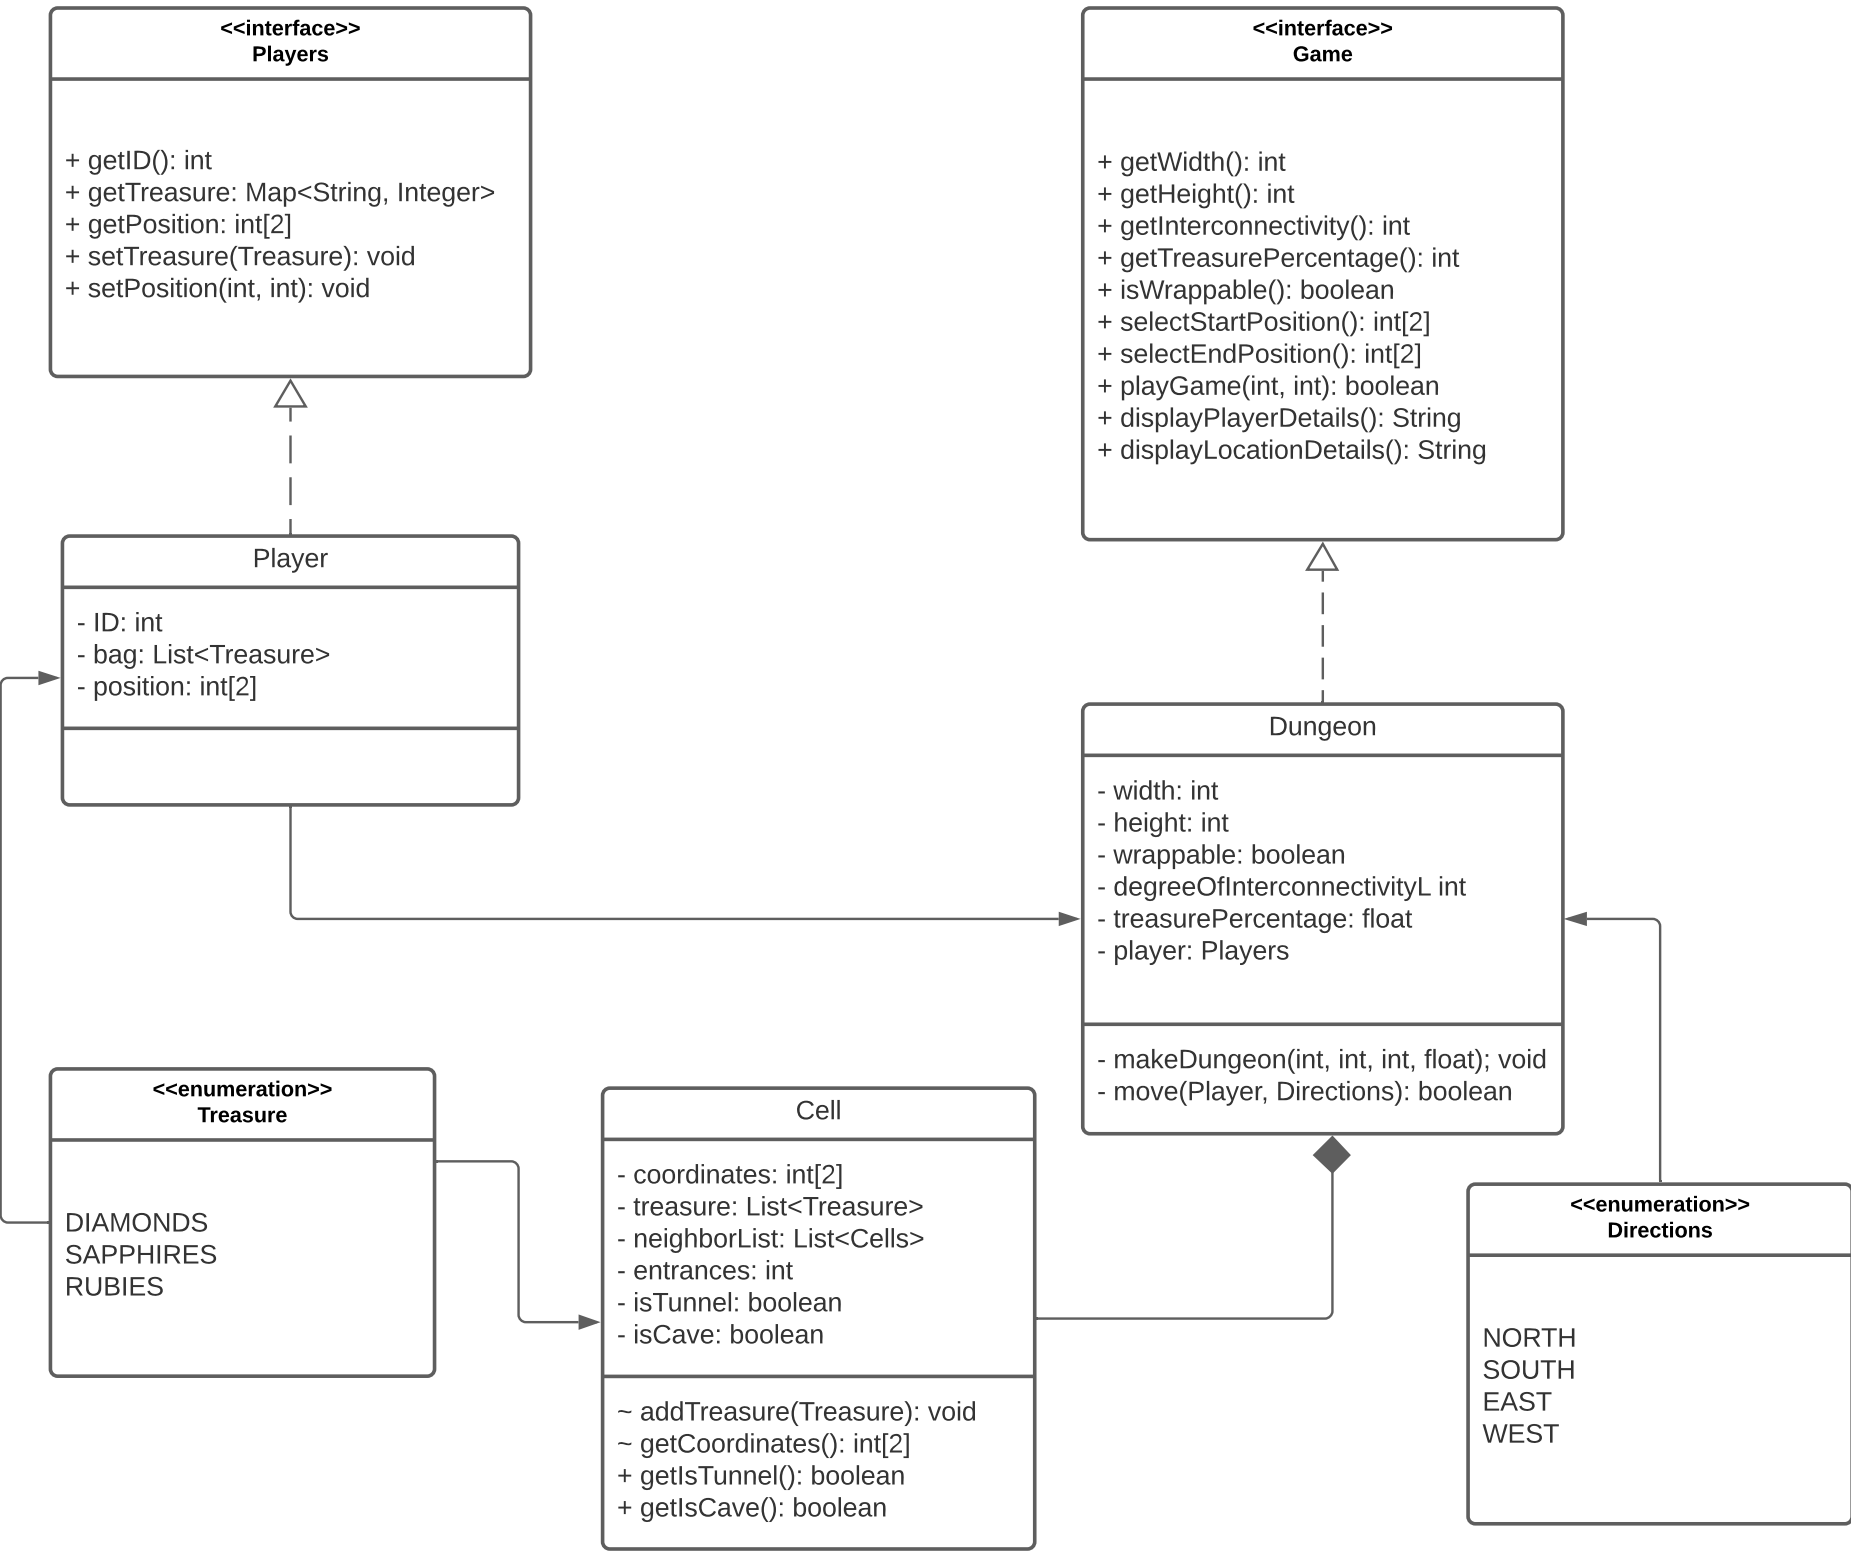 <<interface>>
Players
+ getID(): int
+ getTreasure: Map<String, Integer>
+ getPosition: int[2]
+ setTreasure(Treasure): void
+ setPosition(int, int): void
<<interface>>
Game
+ getWidth(): int
+ getHeight(): int
+ getInterconnectivity(): int
+ getTreasurePercentage(): int
+ isWrappable(): boolean
+ selectStartPosition(): int[2]
+ selectEndPosition(): int[2]
+ playGame(int, int): boolean
+ displayPlayerDetails(): String
+ displayLocationDetails(): String
Player
- ID: int
- bag: List<Treasure>
- position: int[2]
Dungeon
- width: int
- height: int
- wrappable: boolean
- degreeOfInterconnectivityL int
- treasurePercentage: float
- player: Players
- makeDungeon(int, int, int, float); void
- move(Player, Directions): boolean
<<enumeration>>
Treasure
DIAMONDS
SAPPHIRES
RUBIES
Cell
- coordinates: int[2]
- treasure: List<Treasure>
- neighborList: List<Cells>
- entrances: int
- isTunnel: boolean
- isCave: boolean
~ addTreasure(Treasure): void
~ getCoordinates(): int[2]
+ getIsTunnel(): boolean
+ getIsCave(): boolean
<<enumeration>>
Directions
NORTH
SOUTH
EAST
WEST